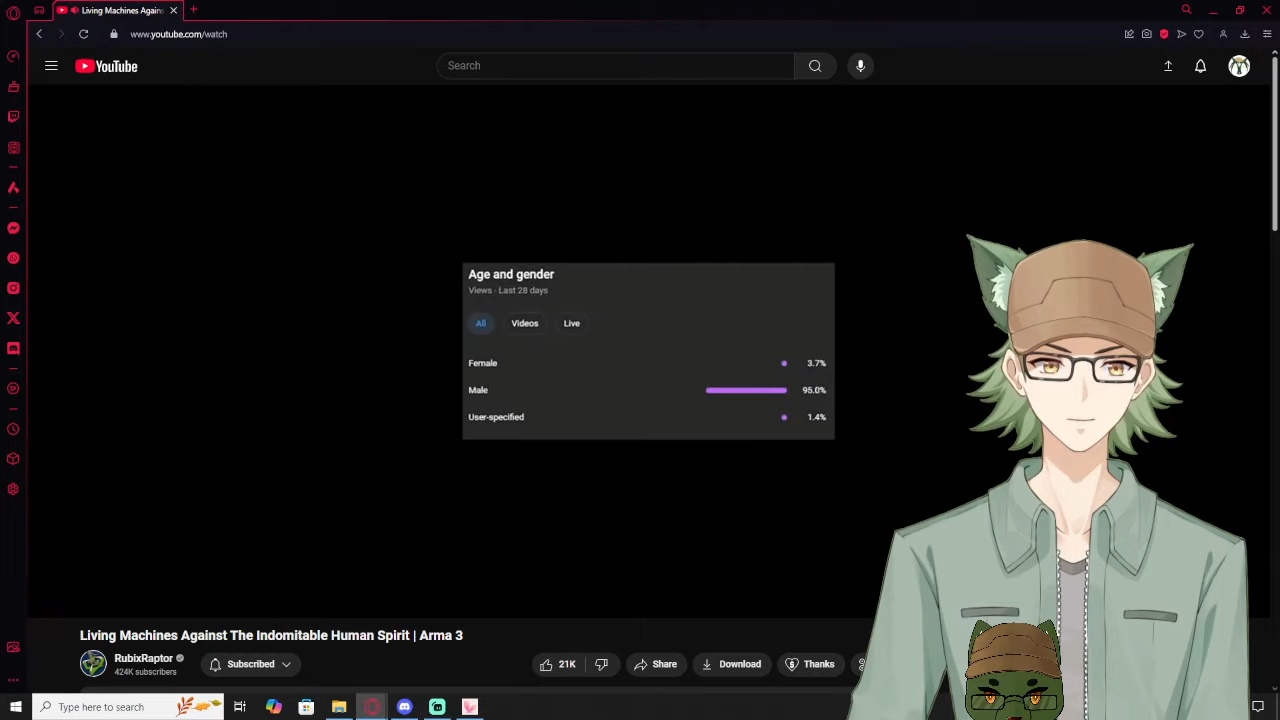 Living Machines Agains
www.youtube.com/watch
YouTube
Search
Age and gender
Views · Last 28 days
All Videos Live
Female 3.7%
Male 95.0%
User-specified 1.4%
Living Machines Against The Indomitable Human Spirit | Arma 3
RubixRaptor
424K subscribers
Subscribed
21K
Share
Download
Thanks
Type here to search